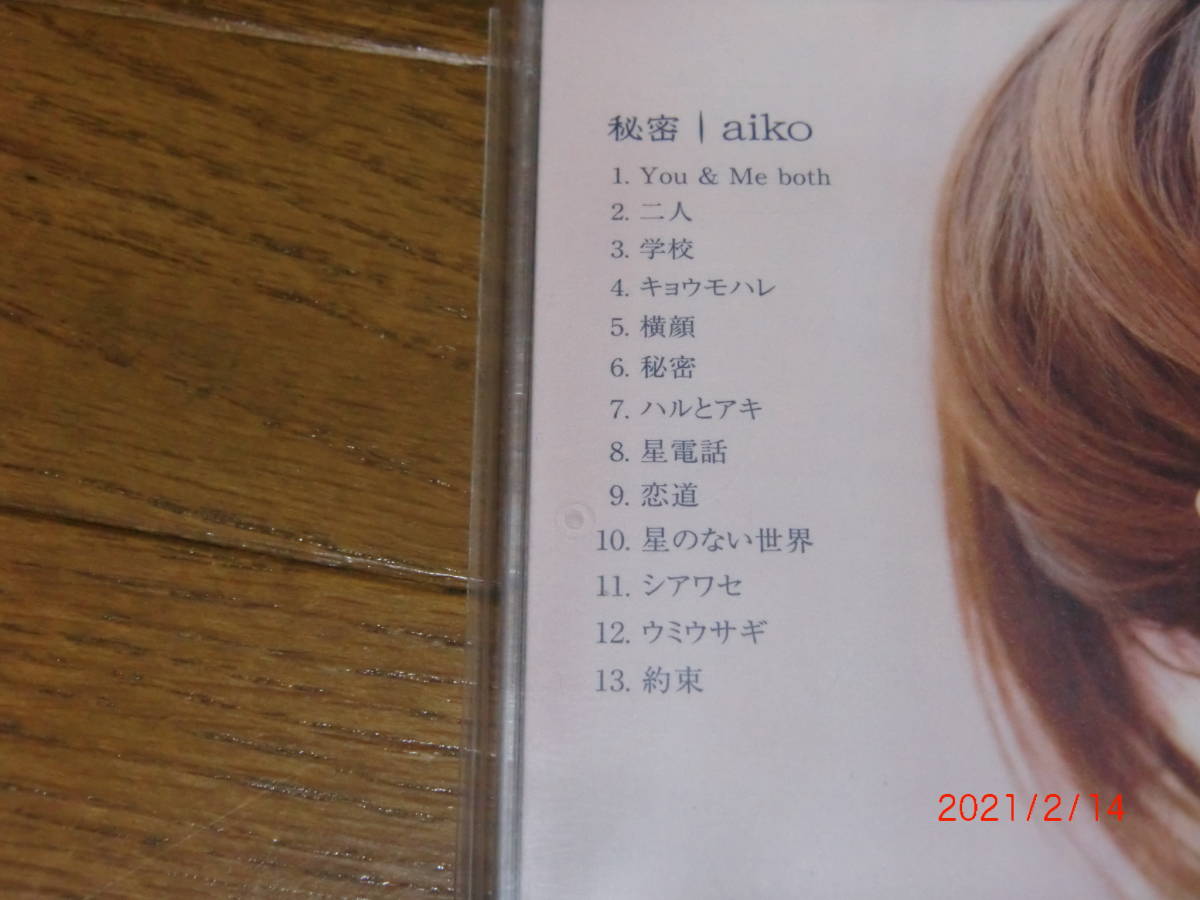 秘密 | aiko
1. You & Me both
2. 二人
3. 学校
4. キョウモハレ
5. 横顔
6. 秘密
7. ハルとアキ
8. 星電話
9. 恋道
10. 星のない世界
11. シアワセ
12. ウミウサギ
13. 約束
2021/2/14